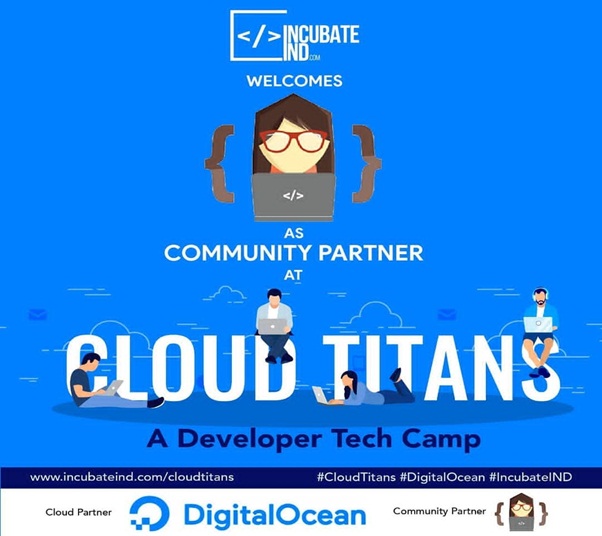 </> INCUBATE
IND.COM
WELCOMES
</>
AS
COMMUNITY PARTNER
AT
CLOUD TITANS
A Developer Tech Camp
www.incubateind.com/cloudtitans #CloudTitans #DigitalOcean #IncubateIND
Cloud Partner DigitalOcean Community Partner